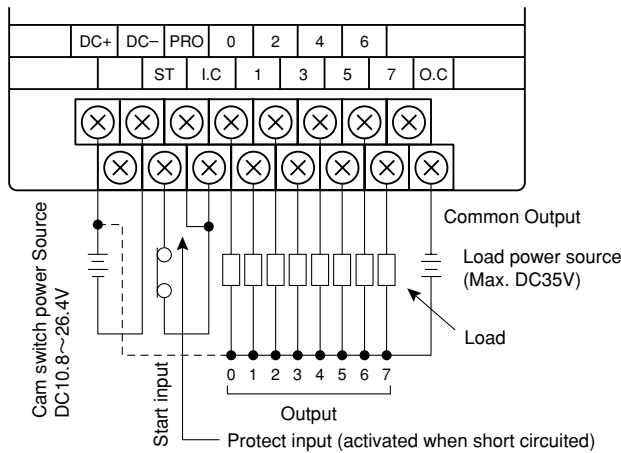 DC+ DC− PRO 0 2 4 6
ST I.C 1 3 5 7 O.C
Common Output
Load power source
(Max. DC35V)
Load
Cam switch power Source
DC10.8～26.4V
Start input
0 1 2 3 4 5 6 7
Output
Protect input (activated when short circuited)